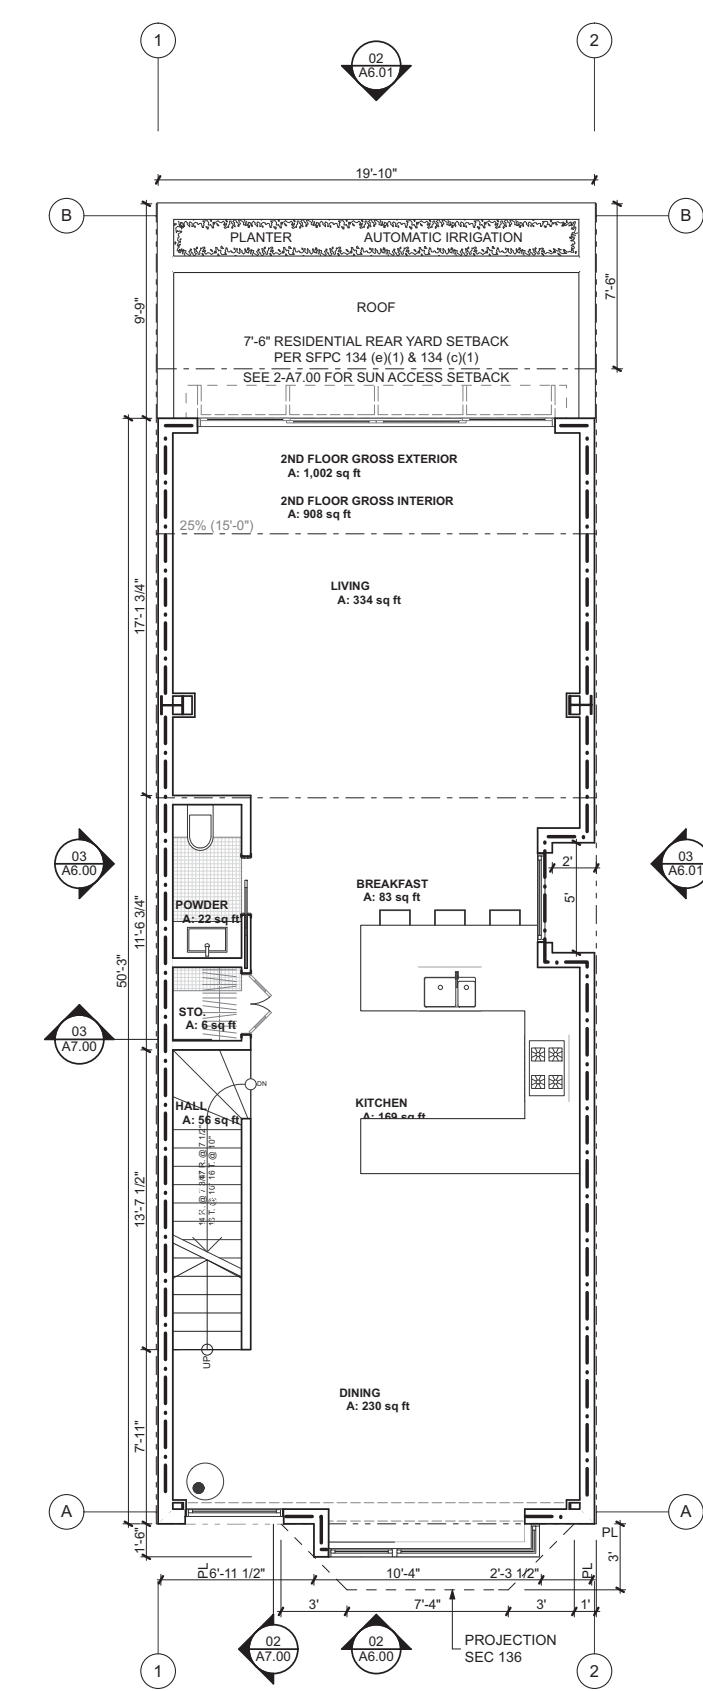 1
2
02
A6.01
19'-10"
B
B
PLANTER
AUTOMATIC IRRIGATION
7'-6"
9'-9"
ROOF
7'-6" RESIDENTIAL REAR YARD SETBACK
PER SFPC 134 (e)(1) & 134 (c)(1)
SEE 2-A7.00 FOR SUN ACCESS SETBACK
2ND FLOOR GROSS EXTERIOR
A: 1,002 sq ft
2ND FLOOR GROSS INTERIOR
A: 908 sq ft
25% (15'-0")
LIVING
A: 334 sq ft
17'-1 3/4"
03
A6.00
03
A6.01
2'
5'
BREAKFAST
A: 83 sq ft
POWDER
A: 22 sq ft
11'-6 3/4"
50'-3"
STO.
A: 6 sq ft
03
A7.00
DN
HALL
A: 56 sq ft
KITCHEN
A: 169 sq ft
13'-7 1/2"
UP
DINING
A: 230 sq ft
7'-11"
A
A
1'-6"
PL
3'
PL
6'-11 1/2"
10'-4"
2'-3 1/2"
PL
3'
7'-4"
3'
1'
1
02
A7.00
02
A6.00
PROJECTION
SEC 136
2